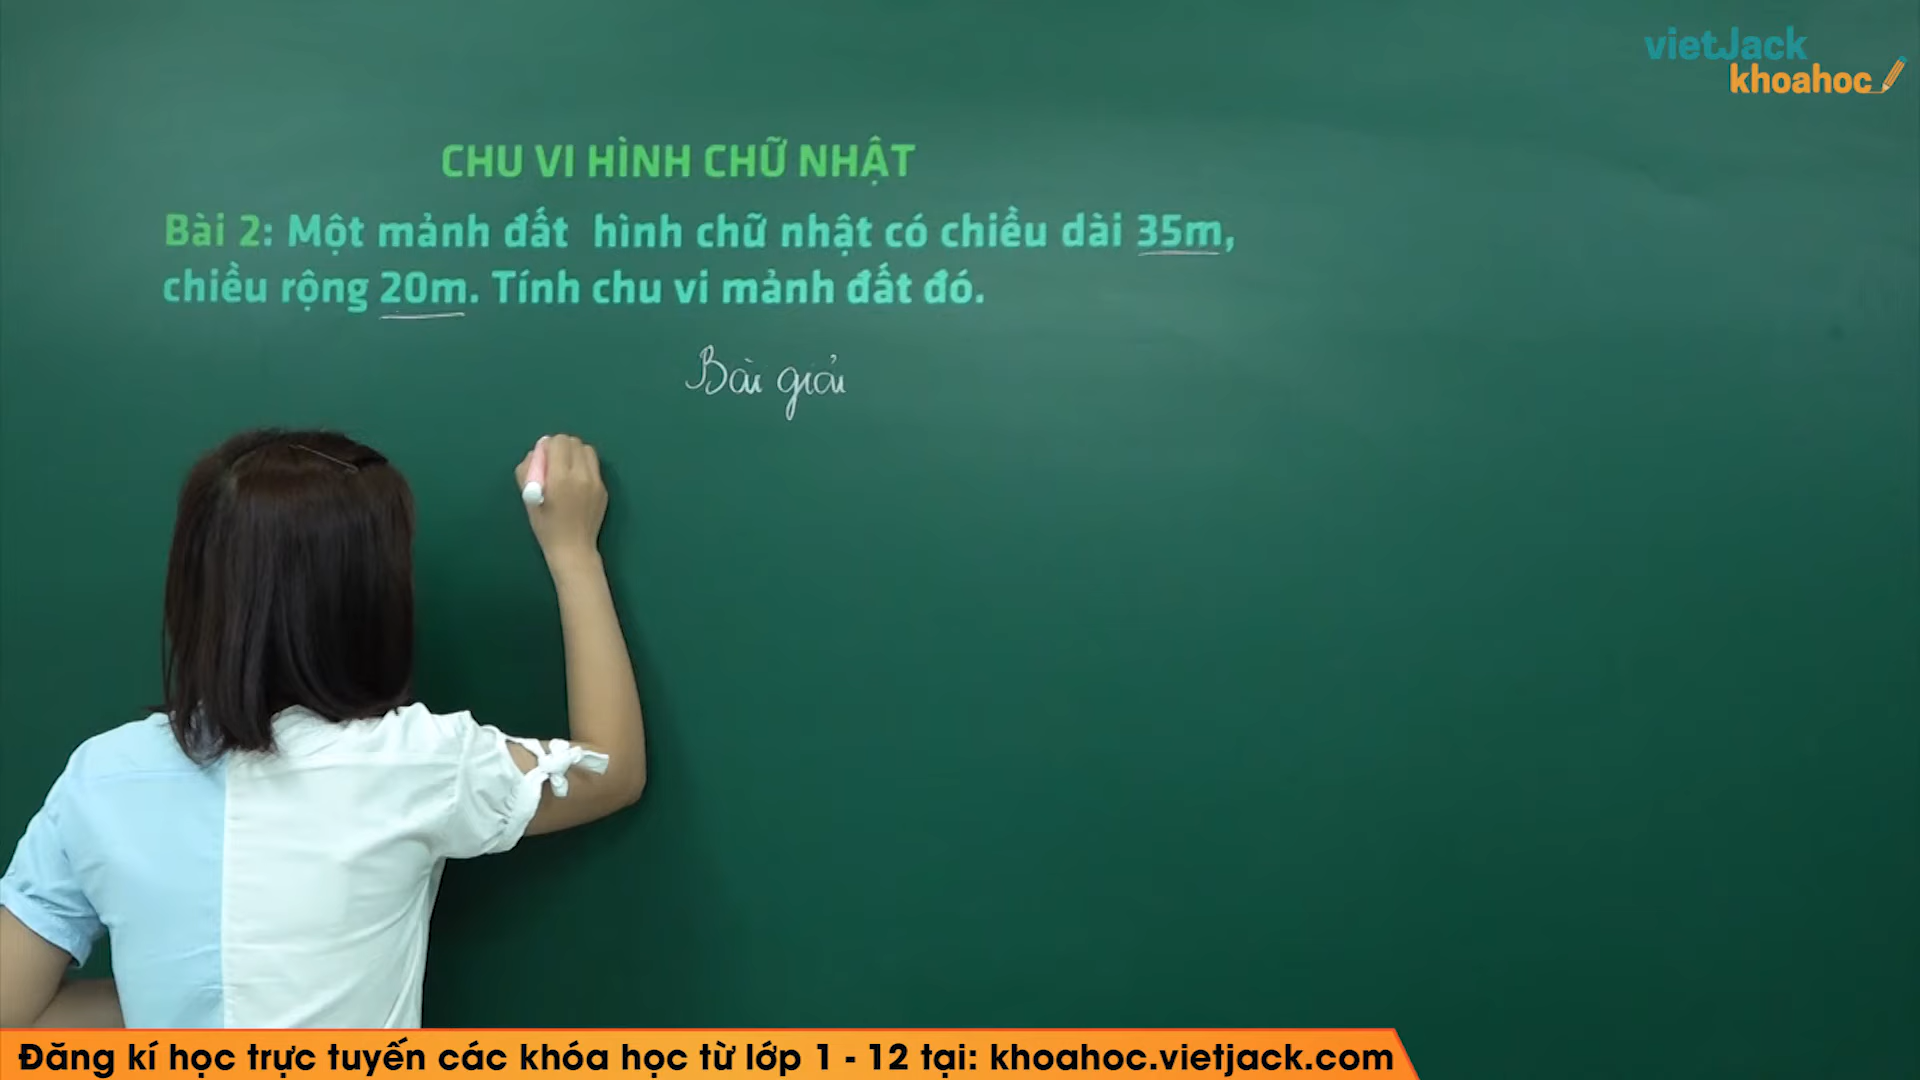 vietJack
khoahoc
CHU VI HÌNH CHỮ NHẬT
Bài 2: Một mảnh đất hình chữ nhật có chiều dài 35m,
chiều rộng 20m. Tính chu vi mảnh đất đó.
Bài giải
Đăng kí học trực tuyến các khóa học từ lớp 1 - 12 tại: khoahoc.vietjack.com